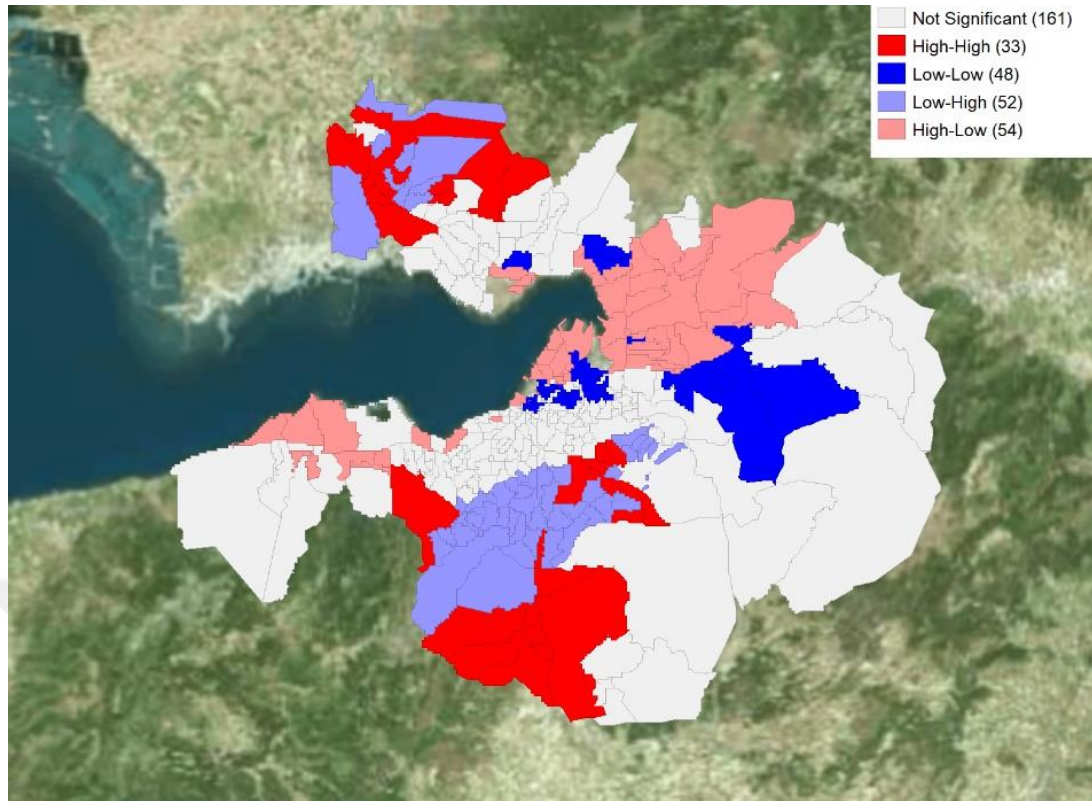 Not Significant (161)
High-High (33)
Low-Low (48)
Low-High (52)
High-Low (54)